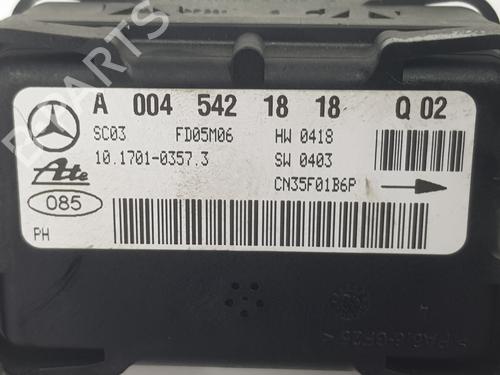 A 004 542 18 18 Q 02
SC03 FD05M06 HW 0418
10.1701-0357.3 SW 0403
Ate
CN35F01B6P
085
PH